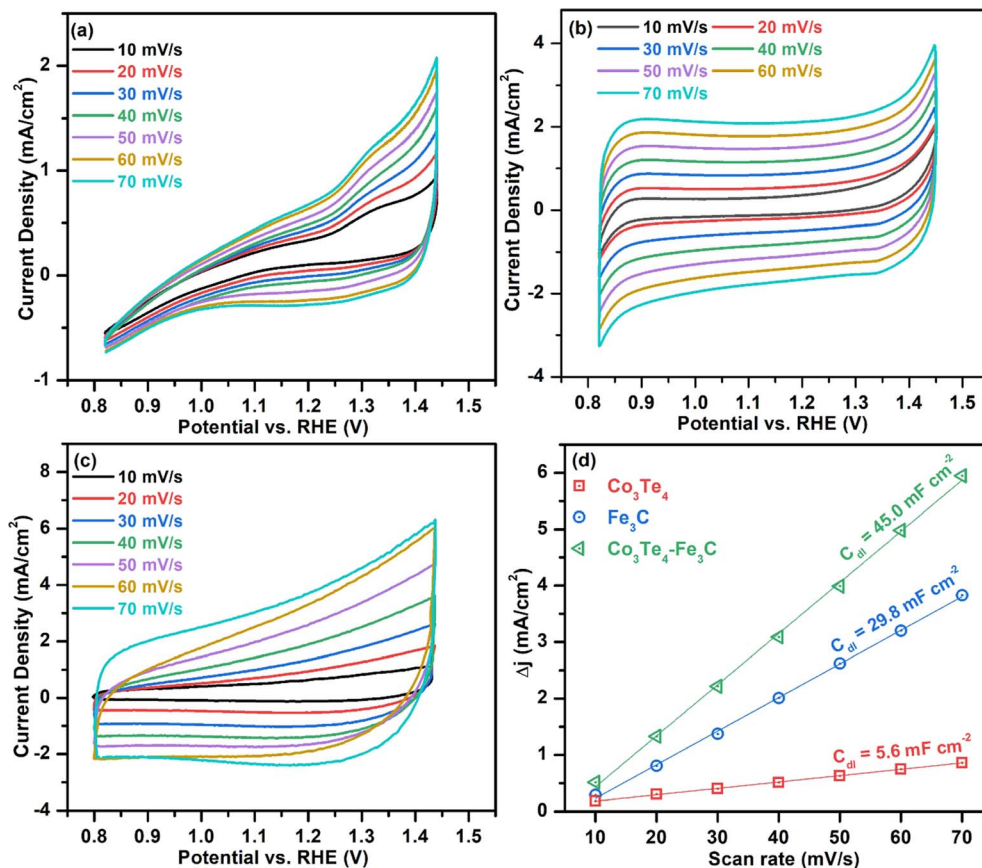 (a)
10 mV/s
20 mV/s
30 mV/s
40 mV/s
50 mV/s
60 mV/s
70 mV/s
2
1
0
-1
Current Density (mA/cm²)
0.8 0.9 1.0 1.1 1.2 1.3 1.4 1.5
Potential vs. RHE (V)
(b)
10 mV/s 20 mV/s
30 mV/s 40 mV/s
50 mV/s 60 mV/s
70 mV/s
4
2
0
-2
-4
Current Density (mA/cm²)
0.8 0.9 1.0 1.1 1.2 1.3 1.4 1.5
Potential vs. RHE (V)
(c)
10 mV/s
20 mV/s
30 mV/s
40 mV/s
50 mV/s
60 mV/s
70 mV/s
8
6
4
2
0
-2
-4
Current Density (mA/cm²)
0.8 0.9 1.0 1.1 1.2 1.3 1.4 1.5
Potential vs. RHE (V)
(d)
Co₃Te₄
Fe₃C
Co₃Te₄-Fe₃C
C_dl = 45.0 mF cm⁻²
C_dl = 29.8 mF cm⁻²
C_dl = 5.6 mF cm⁻²
6
5
4
3
2
1
0
Δj (mA/cm²)
10 20 30 40 50 60 70
Scan rate (mV/s)